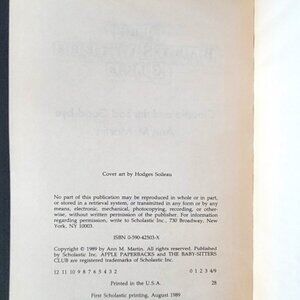 Cover art by Hodges Soileau
No part of this publication may be reproduced in whole or in part,
or stored in a retrieval system, or transmitted in any form or by any
means, electronic, mechanical, photocopying, recording, or other-
wise, without written permission of the publisher. For information
regarding permission, write to Scholastic Inc., 730 Broadway, New
York, NY 10003.
ISBN 0-590-42503-X
Copyright © 1989 by Ann M. Martin. All rights reserved. Published
by Scholastic Inc. APPLE PAPERBACKS and THE BABY-SITTERS
CLUB are registered trademarks of Scholastic Inc.
12 11 10 9 8 7 6 5 4 3 2 0 1 2 3 4/9
Printed in the U.S.A. 28
First Scholastic printing, August 1989